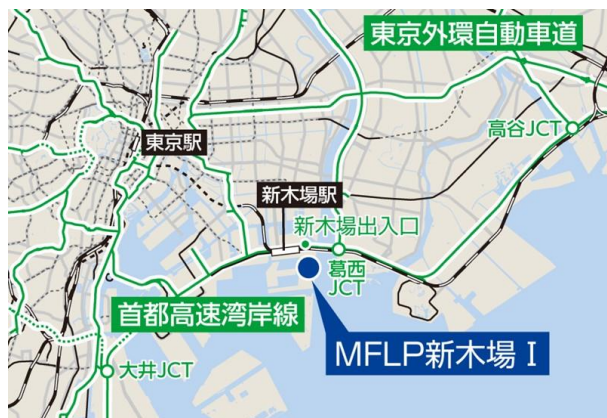 東京外環自動車道
高谷JCT
東京駅
新木場駅
新木場出入口
葛西
JCT
首都高速湾岸線
MFLP新木場 I
大井JCT